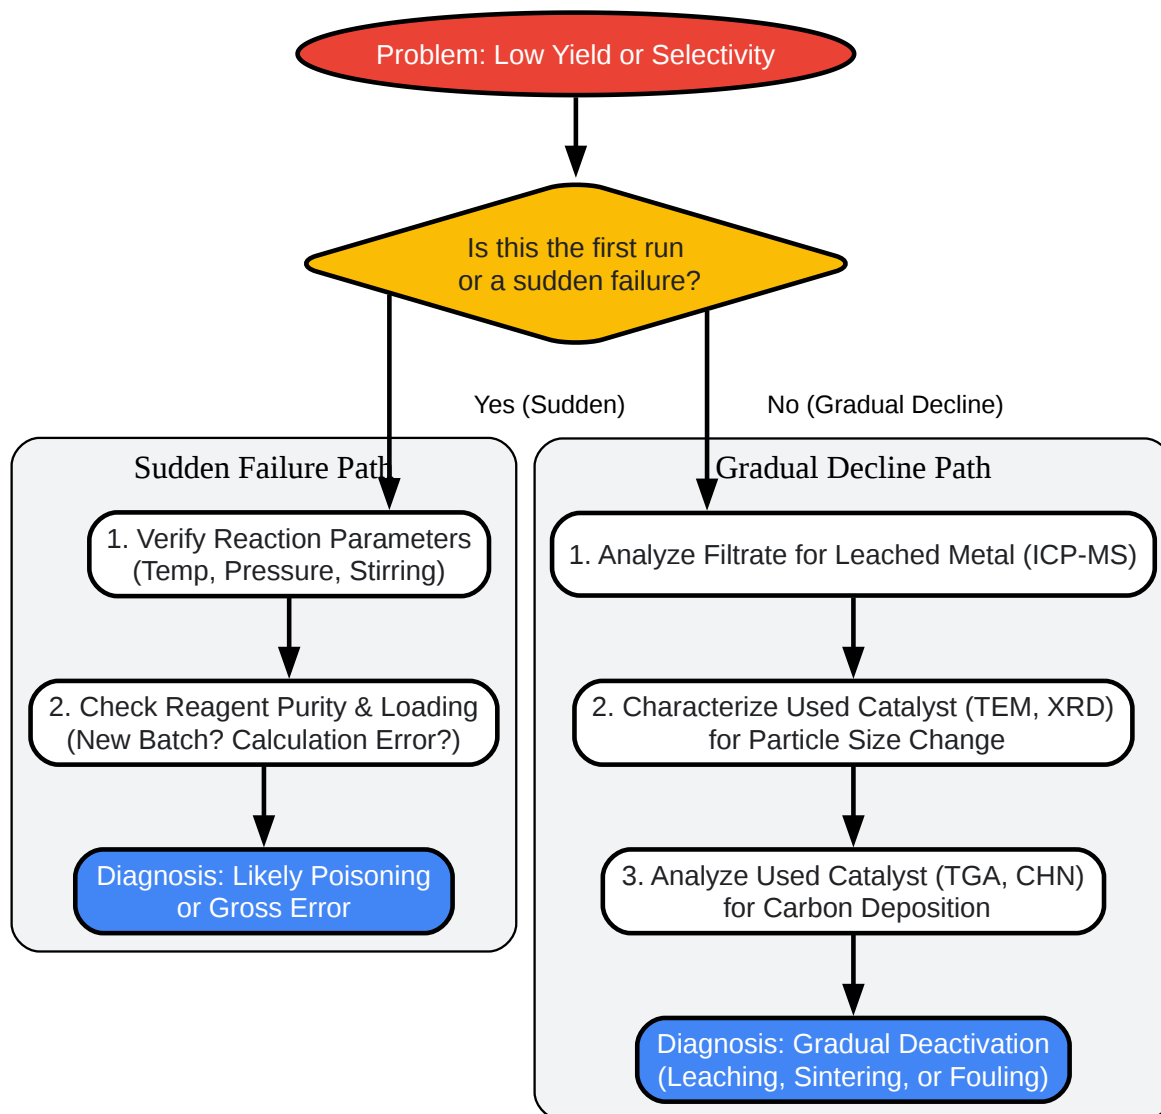 Problem: Low Yield or Selectivity
Is this the first run
or a sudden failure?
Yes (Sudden)
No (Gradual Decline)
Sudden Failure Path
1. Verify Reaction Parameters
(Temp, Pressure, Stirring)
2. Check Reagent Purity & Loading
(New Batch? Calculation Error?)
Diagnosis: Likely Poisoning
or Gross Error
Gradual Decline Path
1. Analyze Filtrate for Leached Metal (ICP-MS)
2. Characterize Used Catalyst (TEM, XRD)
for Particle Size Change
3. Analyze Used Catalyst (TGA, CHN)
for Carbon Deposition
Diagnosis: Gradual Deactivation
(Leaching, Sintering, or Fouling)